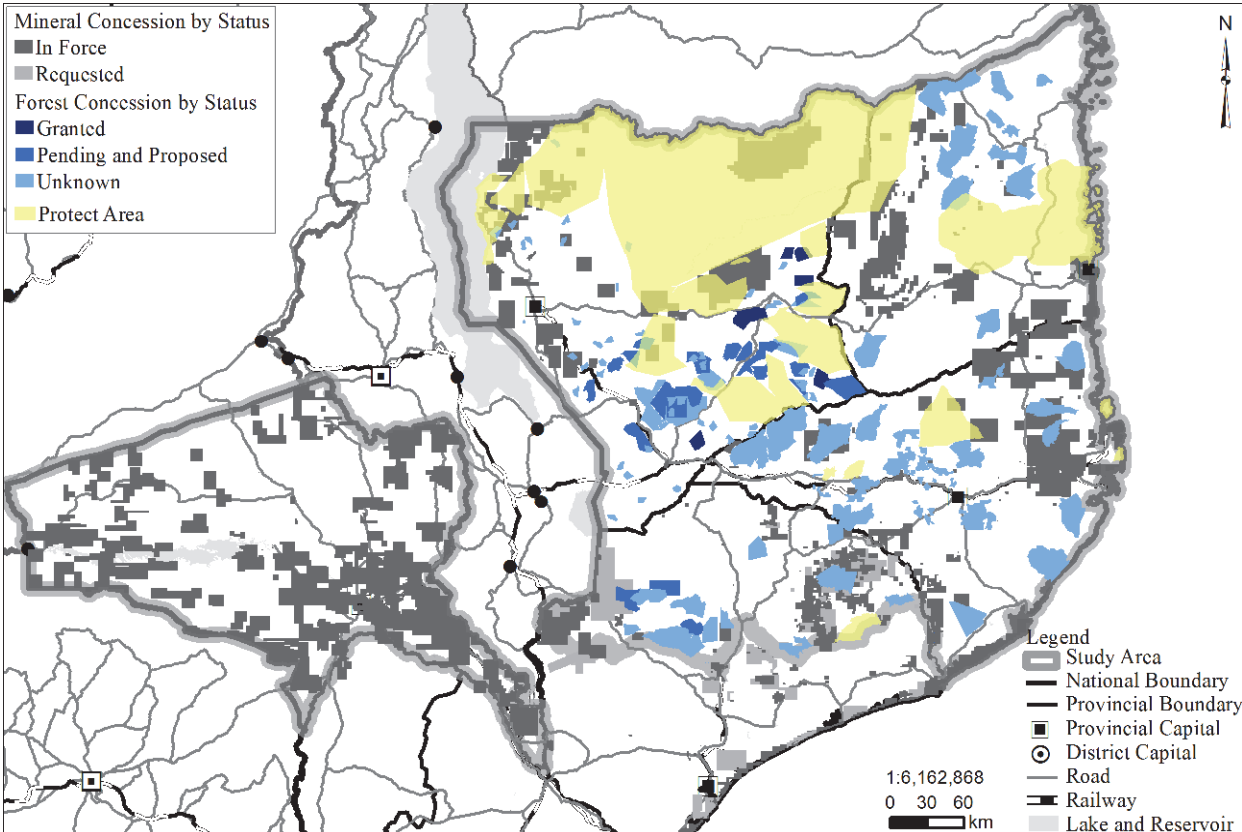 Mineral Concession by Status
In Force
Requested
Forest Concession by Status
Granted
Pending and Proposed
Unknown
Protect Area
N
Legend
Study Area
National Boundary
Provincial Boundary
Provincial Capital
District Capital
Road
Railway
Lake and Reservoir
1:6,162,868
0 30 60
km